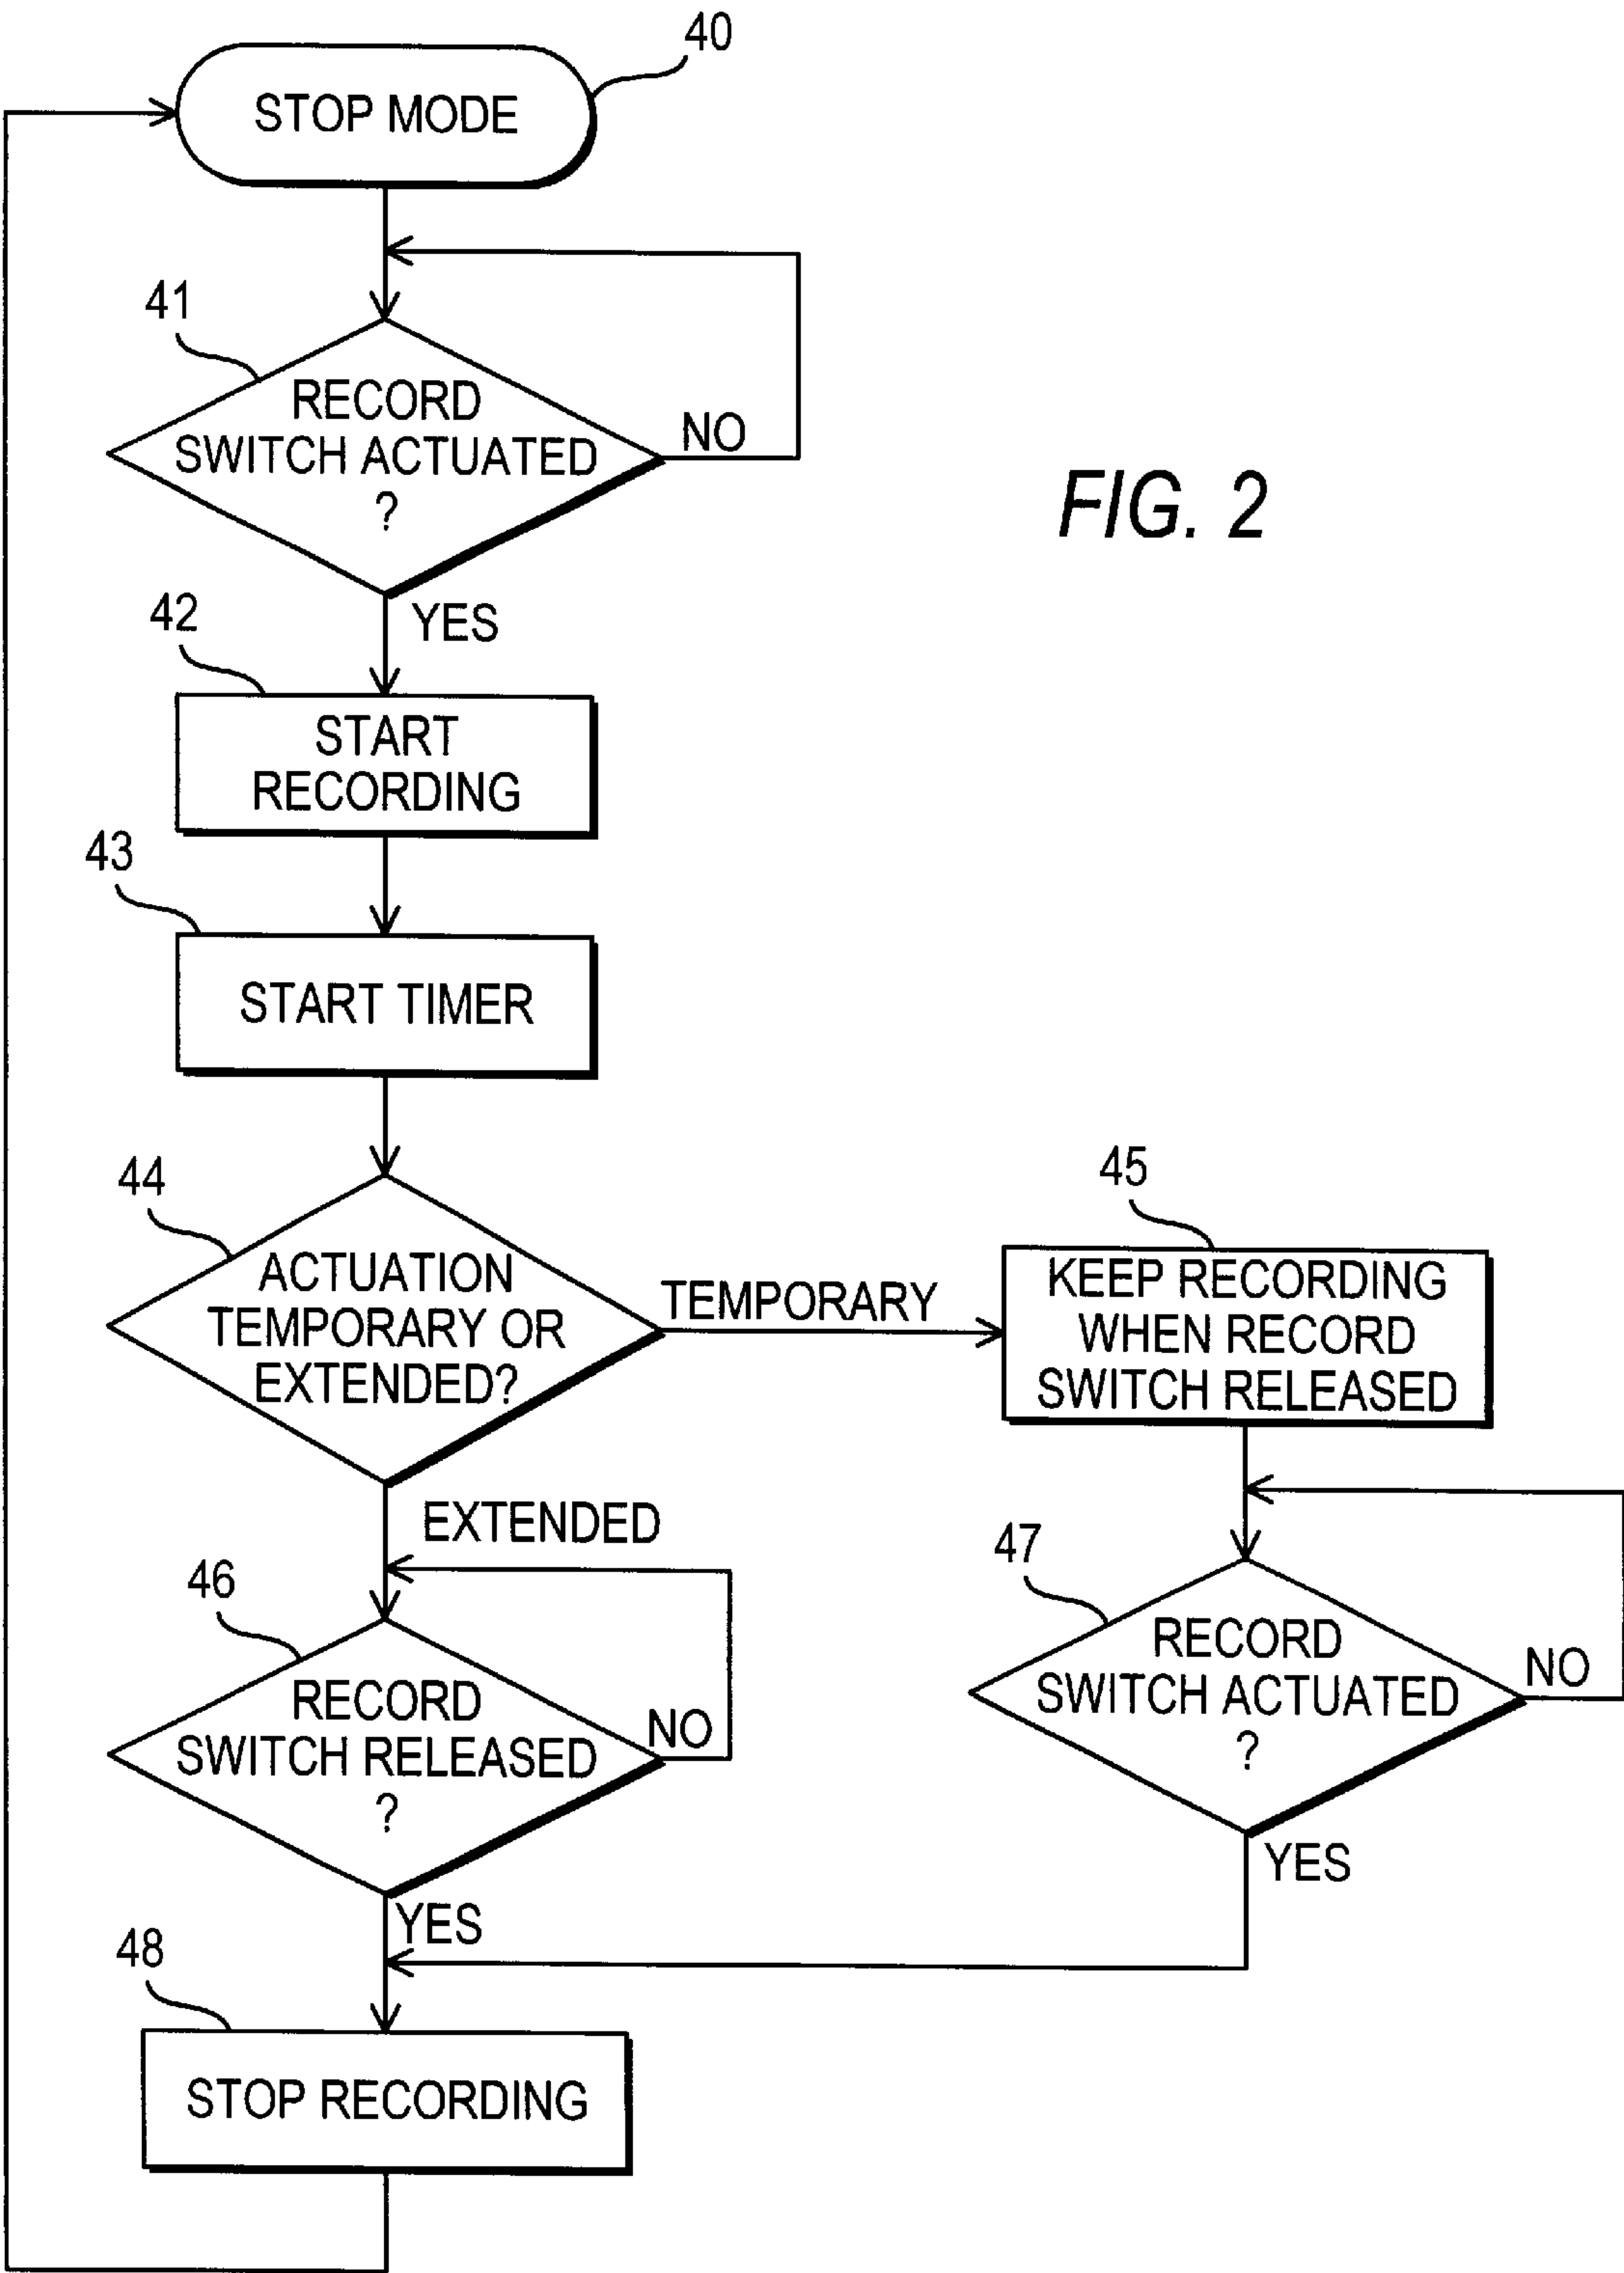 40
STOP MODE
41
RECORD
SWITCH ACTUATED
?
NO
FIG. 2
YES
42
START
RECORDING
43
START TIMER
44
ACTUATION
TEMPORARY OR
EXTENDED?
TEMPORARY
45
KEEP RECORDING
WHEN RECORD
SWITCH RELEASED
EXTENDED
46
RECORD
SWITCH RELEASED
?
NO
47
RECORD
SWITCH ACTUATED
?
NO
YES
YES
48
STOP RECORDING